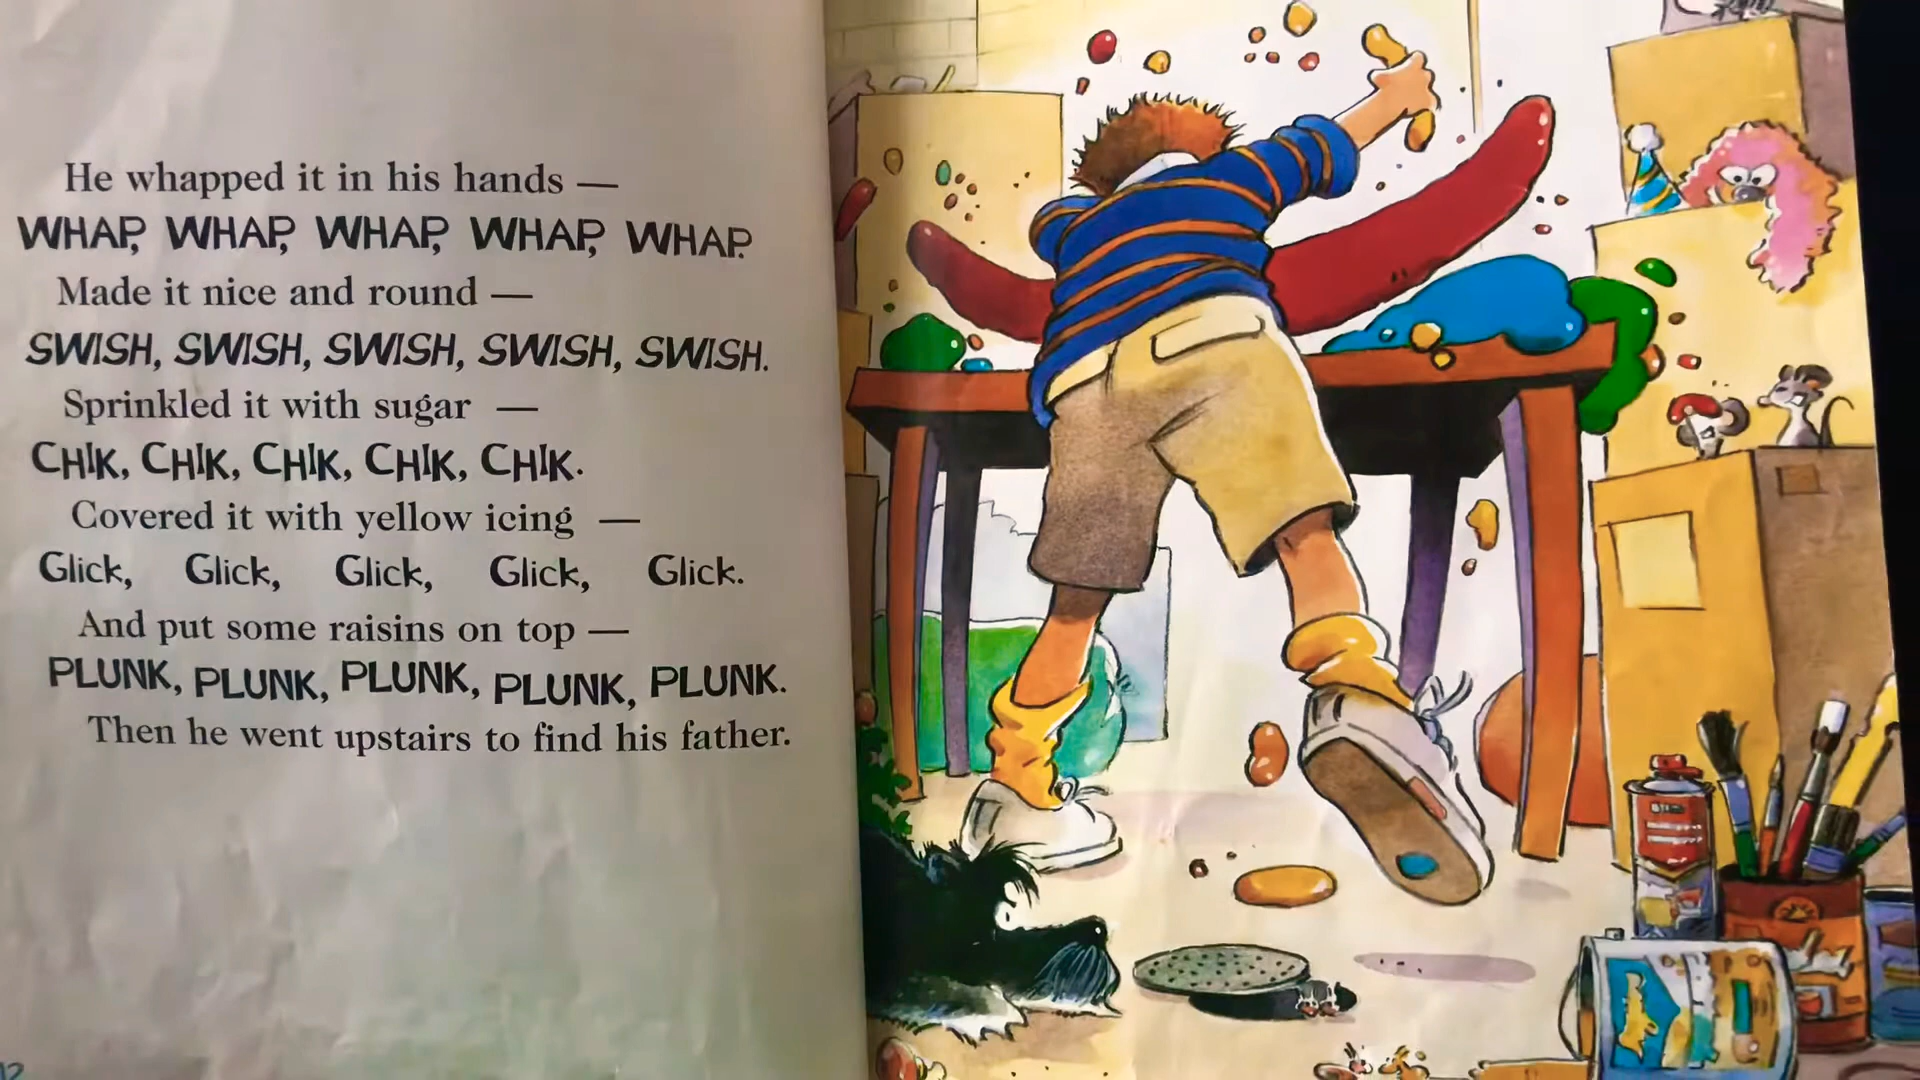 He whapped it in his hands —
WHAP, WHAP, WHAP, WHAP, WHAP.
Made it nice and round —
SWISH, SWISH, SWISH, SWISH, SWISH.
Sprinkled it with sugar —
CHIK, CHIK, CHIK, CHIK, CHIK.
Covered it with yellow icing —
Glick, Glick, Glick, Glick, Glick.
And put some raisins on top —
PLUNK, PLUNK, PLUNK, PLUNK, PLUNK.
Then he went upstairs to find his father.
12